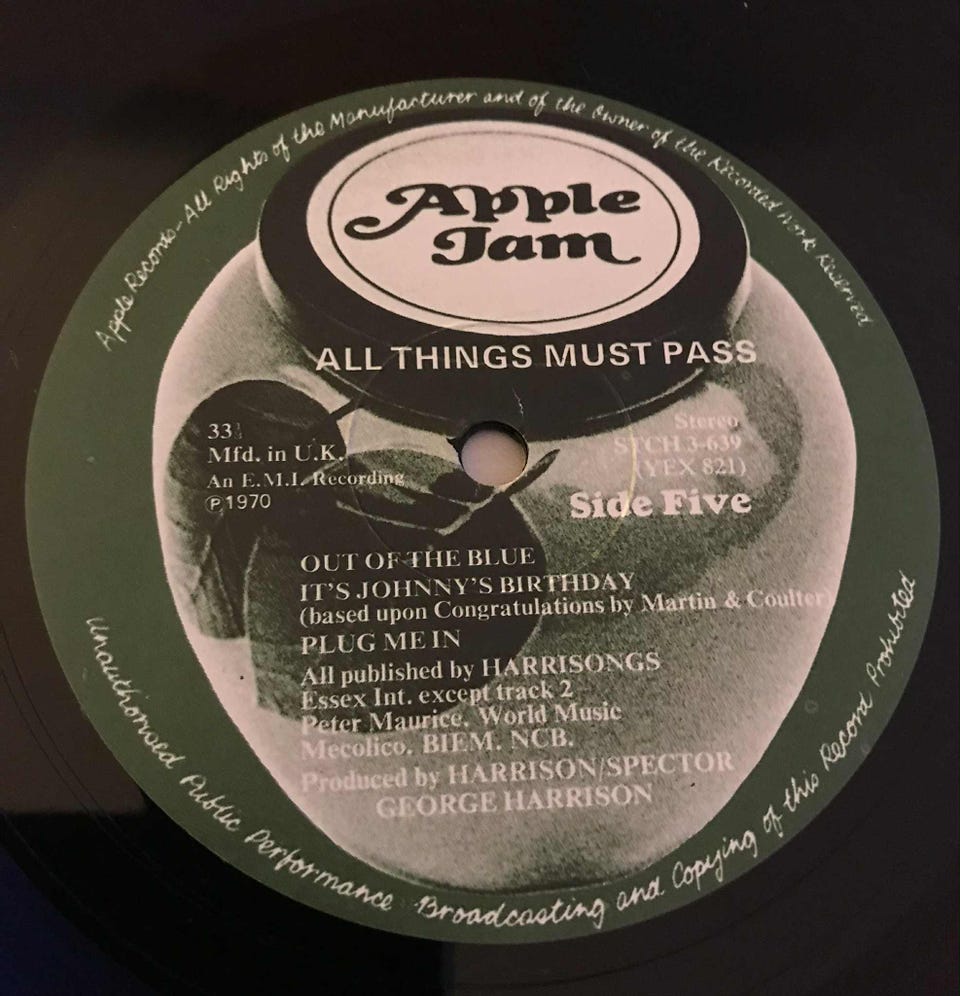 Apple Records-All Rights of the Manufacturer and of the Owner of the Recorded Work Reserved
Apple
Jam
ALL THINGS MUST PASS
33⅓
Mfd. in U.K.
An E.M.I. Recording
℗1970
Stereo
STCH.3-639
(YEX 821)
Side Five
OUT OF THE BLUE
IT'S JOHNNY'S BIRTHDAY
(based upon Congratulations by Martin & Coulter)
PLUG ME IN
All published by HARRISONGS
Essex Int. except track 2
Peter Maurice. World Music
Mecolico. BIEM. NCB.
Produced by HARRISON/SPECTOR
GEORGE HARRISON
Unauthorised Public Performance Broadcasting and Copying of this Record Prohibited